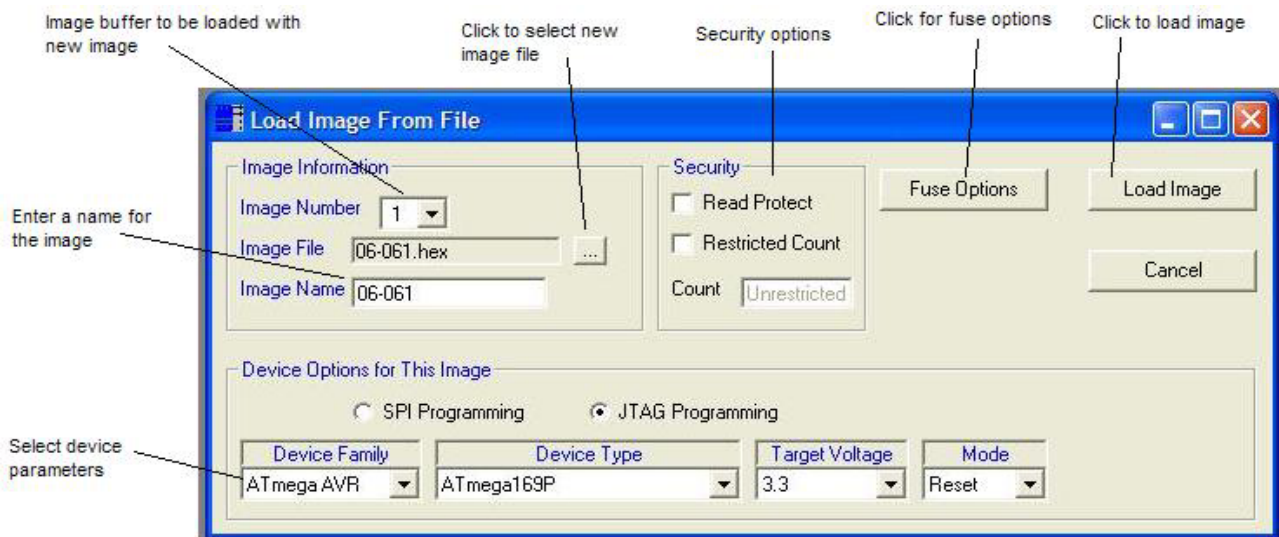 Image buffer to be loaded with
new image
Click to select new
image file
Security options
Click for fuse options
Click to load image
Load Image From File
Image Information
Image Number 1
Image File 06-061.hex ...
Image Name 06-061
Enter a name for
the image
Security
Read Protect
Restricted Count
Count Unrestricted
Fuse Options
Load Image
Cancel
Device Options for This Image
SPI Programming JTAG Programming
Select device
parameters
Device Family Device Type Target Voltage Mode
ATmega AVR ATmega169P 3.3 Reset